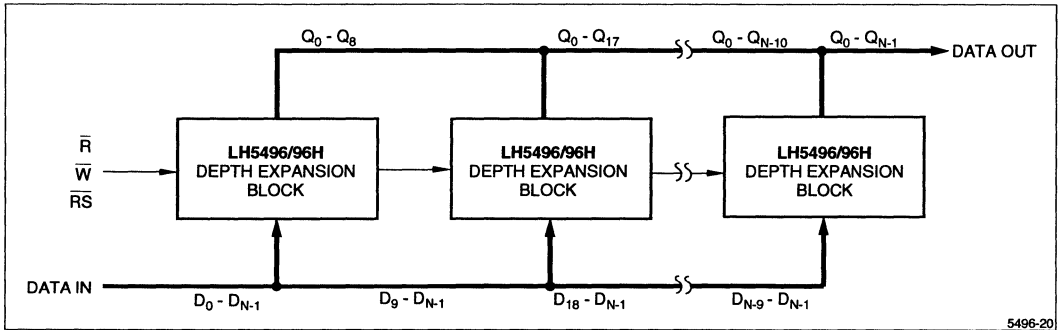 Q0 - Q8
Q0 - Q17
Q0 - QN-10
Q0 - QN-1
DATA OUT
R̅
W̅
R̅S̅
LH5496/96H
DEPTH EXPANSION
BLOCK
LH5496/96H
DEPTH EXPANSION
BLOCK
LH5496/96H
DEPTH EXPANSION
BLOCK
DATA IN
D0 - DN-1
D9 - DN-1
D18 - DN-1
DN-9 - DN-1
5496-20